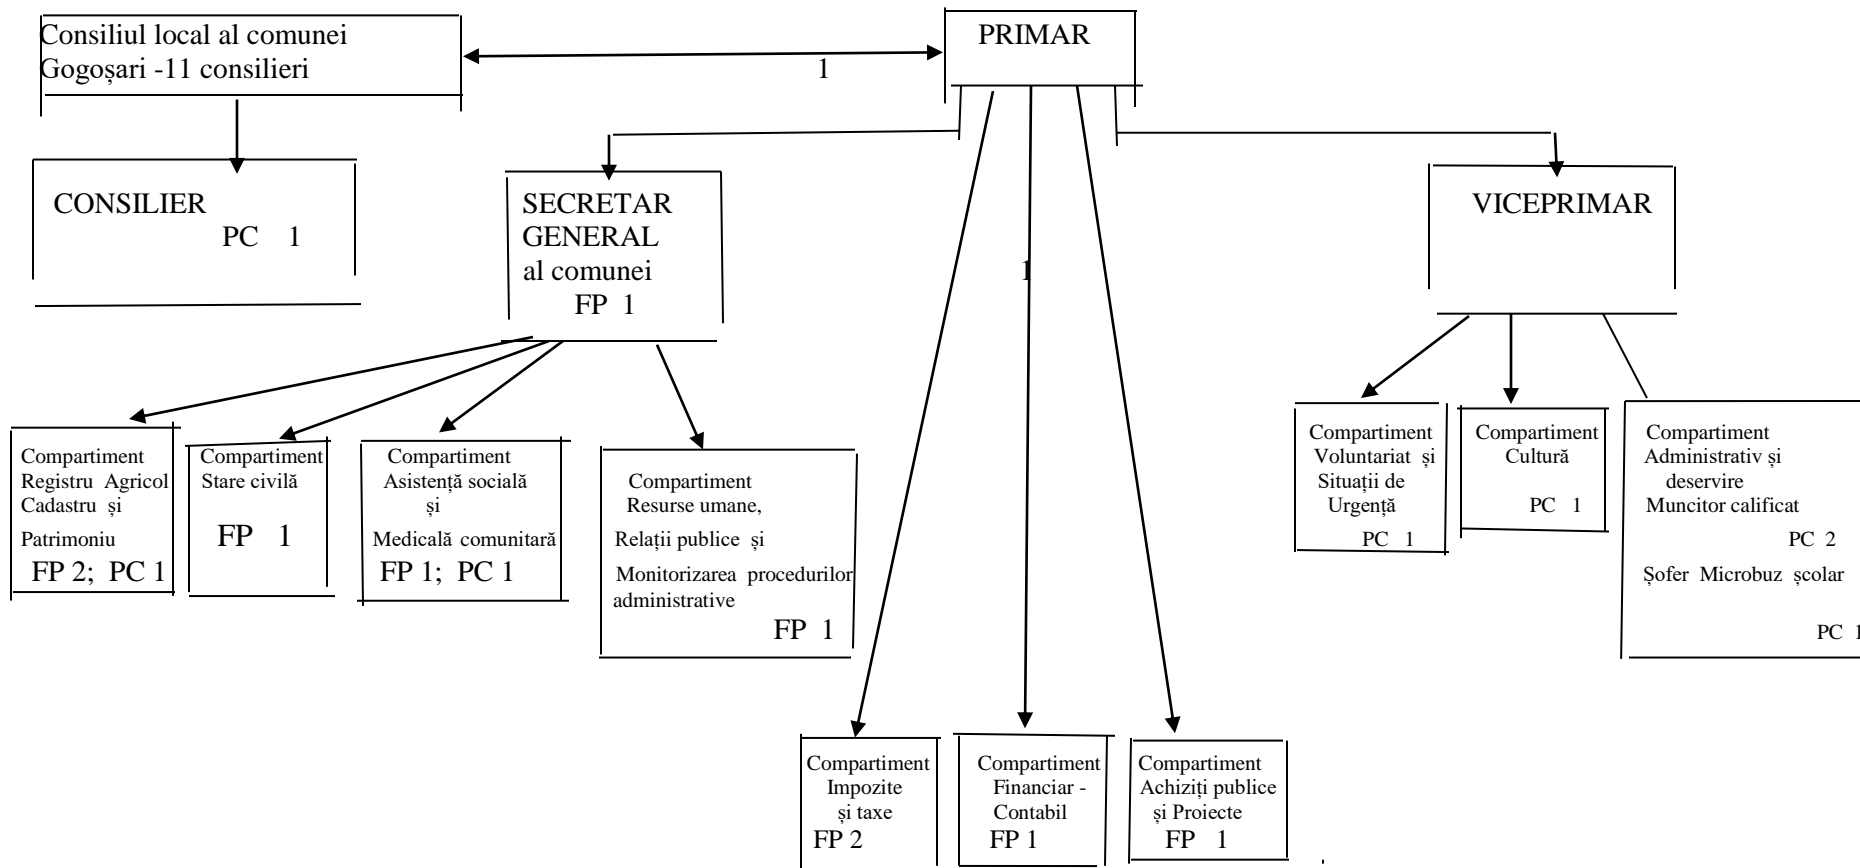 Consiliul local al comunei
Gogoșari -11 consilieri
1
PRIMAR
CONSILIER
PC 1
SECRETAR
GENERAL
al comunei
FP 1
1
VICEPRIMAR
Compartiment
Registru Agricol
Cadastru și
Patrimoniu
FP 2; PC 1
Compartiment
Stare civilă
FP 1
Compartiment
Asistență socială
și
Medicală comunitară
FP 1; PC 1
Compartiment
Resurse umane,
Relații publice și
Monitorizarea procedurilor
administrative
FP 1
Compartiment
Voluntariat și
Situații de
Urgență
PC 1
Compartiment
Cultură
PC 1
Compartiment
Administrativ și
deservire
Muncitor calificat
PC 2
Șofer Microbuz școlar
PC 1
Compartiment
Impozite
și taxe
FP 2
Compartiment
Financiar -
Contabil
FP 1
Compartiment
Achiziți publice
și Proiecte
FP 1
.